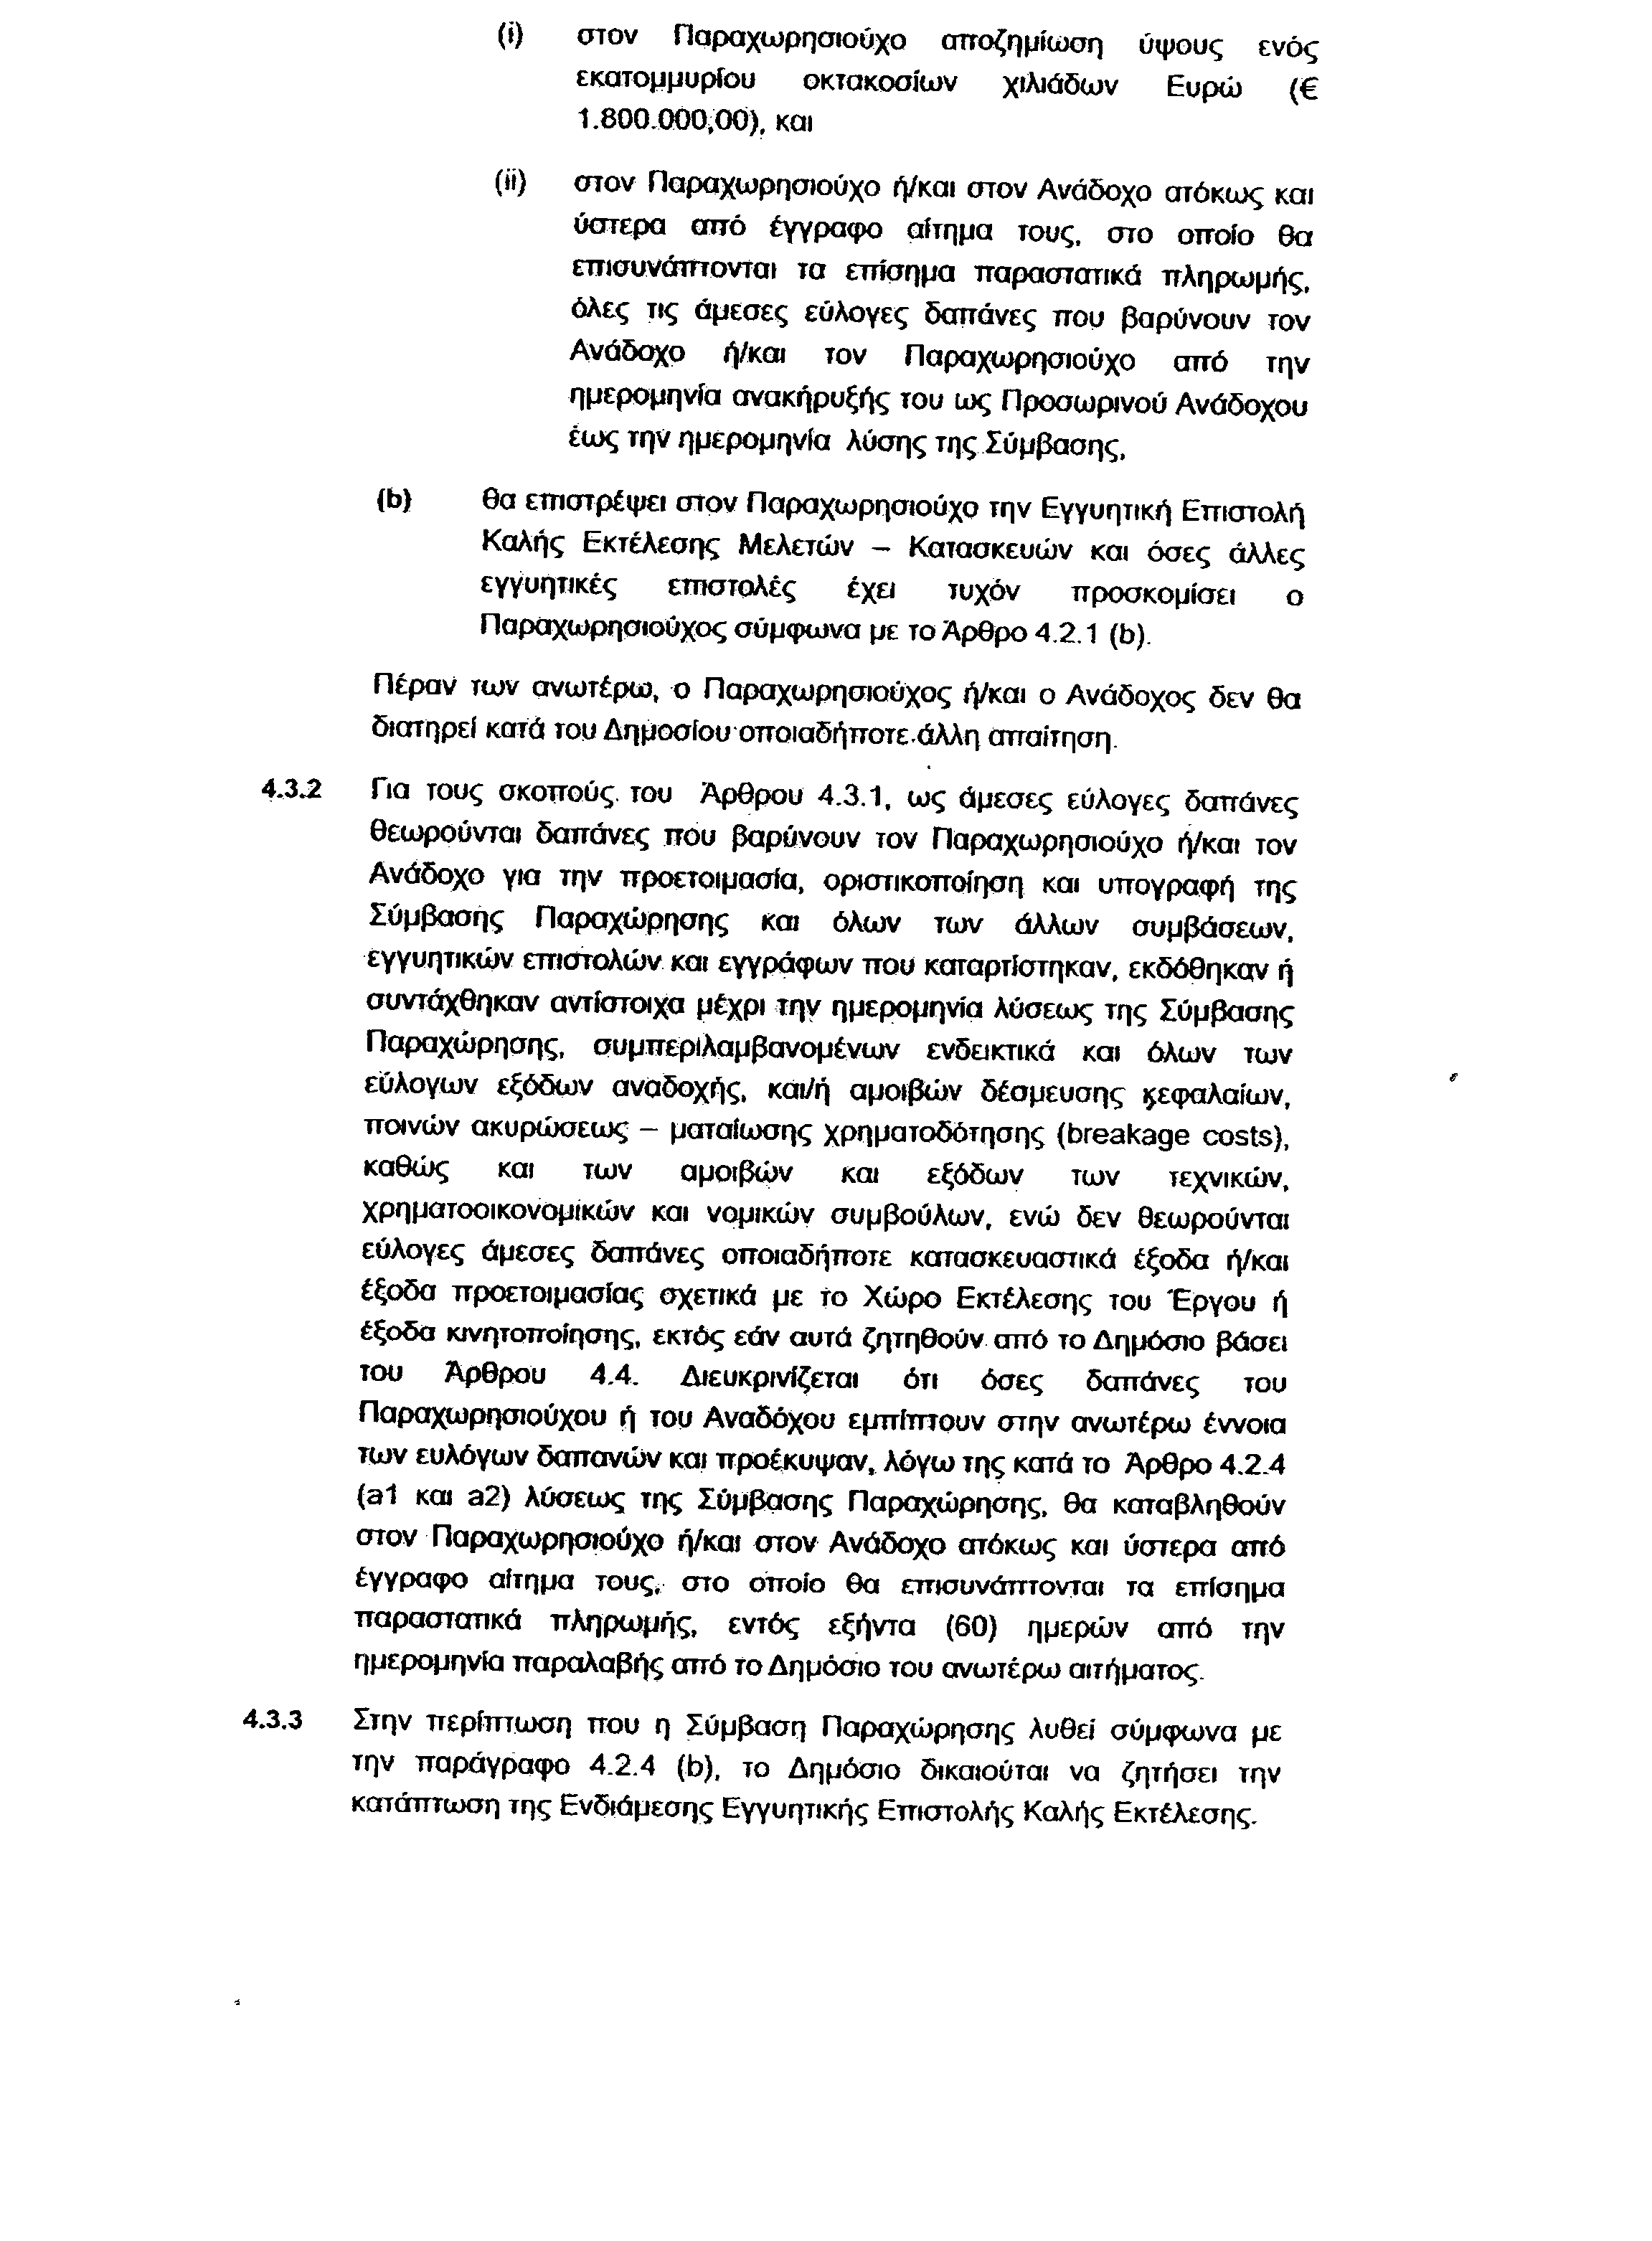 (i) στον Παραχωρησιούχο αποζημίωση ύψους ενός
εκατομμυρίου οκτακοσίων χιλιάδων Ευρώ (€
1.800.000,00), και
(ii) στον Παραχωρησιούχο ή/και στον Ανάδοχο ατόκως και
ύστερα από έγγραφο αίτημα τους, στο οποίο θα
επισυνάπτονται τα επίσημα παραστατικά πληρωμής,
όλες τις άμεσες εύλογες δαπάνες που βαρύνουν τον
Ανάδοχο ή/και τον Παραχωρησιούχο από την
ημερομηνία ανακήρυξής του ως Προσωρινού Ανάδοχου
έως την ημερομηνία λύσης της Σύμβασης,
(b) θα επιστρέψει στον Παραχωρησιούχο την Εγγυητική Επιστολή
Καλής Εκτέλεσης Μελετών – Κατασκευών και όσες άλλες
εγγυητικές επιστολές έχει τυχόν προσκομίσει ο
Παραχωρησιούχος σύμφωνα με το Άρθρο 4.2.1 (b).
Πέραν των ανωτέρω, ο Παραχωρησιούχος ή/και ο Ανάδοχος δεν θα
διατηρεί κατά του Δημοσίου οποιαδήποτε άλλη απαίτηση.
4.3.2 Για τους σκοπούς του Άρθρου 4.3.1, ως άμεσες εύλογες δαπάνες
θεωρούνται δαπάνες που βαρύνουν τον Παραχωρησιούχο ή/και τον
Ανάδοχο για την προετοιμασία, οριστικοποίηση και υπογραφή της
Σύμβασης Παραχώρησης και όλων των άλλων συμβάσεων,
εγγυητικών επιστολών και εγγράφων που καταρτίστηκαν, εκδόθηκαν ή
συντάχθηκαν αντίστοιχα μέχρι την ημερομηνία λύσεως της Σύμβασης
Παραχώρησης, συμπεριλαμβανομένων ενδεικτικά και όλων των
εύλογων εξόδων αναδοχής, και/ή αμοιβών δέσμευσης κεφαλαίων,
ποινών ακυρώσεως – ματαίωσης χρηματοδότησης (breakage costs),
καθώς και των αμοιβών και εξόδων των τεχνικών,
χρηματοοικονομικών και νομικών συμβούλων, ενώ δεν θεωρούνται
εύλογες άμεσες δαπάνες οποιαδήποτε κατασκευαστικά έξοδα ή/και
έξοδα προετοιμασίας σχετικά με το Χώρο Εκτέλεσης του Έργου ή
έξοδα κινητοποίησης, εκτός εάν αυτά ζητηθούν από το Δημόσιο βάσει
του Άρθρου 4.4. Διευκρινίζεται ότι όσες δαπάνες του
Παραχωρησιούχου ή του Αναδόχου εμπίπτουν στην ανωτέρω έννοια
των ευλόγων δαπανών και προέκυψαν, λόγω της κατά το Άρθρο 4.2.4
(a1 και a2) λύσεως της Σύμβασης Παραχώρησης, θα καταβληθούν
στον Παραχωρησιούχο ή/και στον Ανάδοχο ατόκως και ύστερα από
έγγραφο αίτημα τους, στο οποίο θα επισυνάπτονται τα επίσημα
παραστατικά πληρωμής, εντός εξήντα (60) ημερών από την
ημερομηνία παραλαβής από το Δημόσιο του ανωτέρω αιτήματος.
4.3.3 Στην περίπτωση που η Σύμβαση Παραχώρησης λυθεί σύμφωνα με
την παράγραφο 4.2.4 (b), το Δημόσιο δικαιούται να ζητήσει την
κατάπτωση της Ενδιάμεσης Εγγυητικής Επιστολής Καλής Εκτέλεσης.